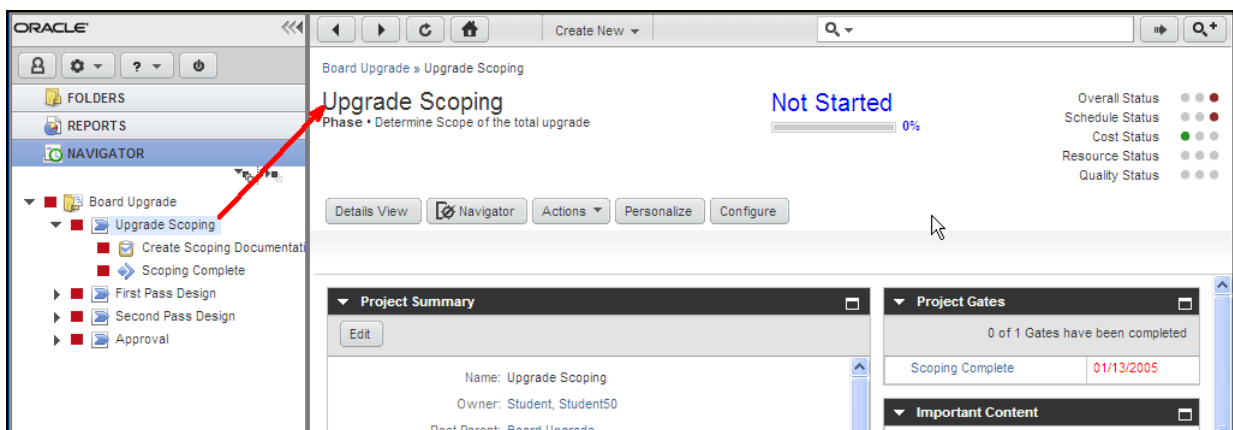 ORACLE
Create New
?
FOLDERS
REPORTS
NAVIGATOR
Board Upgrade
Upgrade Scoping
Create Scoping Documentati
Scoping Complete
First Pass Design
Second Pass Design
Approval
Board Upgrade » Upgrade Scoping
Upgrade Scoping
Phase • Determine Scope of the total upgrade
Not Started
0%
Overall Status
Schedule Status
Cost Status
Resource Status
Quality Status
Details View Navigator Actions Personalize Configure
Project Summary
Edit
Name: Upgrade Scoping
Owner: Student, Student50
Root Parent: Board Upgrade
Project Gates
0 of 1 Gates have been completed
Scoping Complete 01/13/2005
Important Content